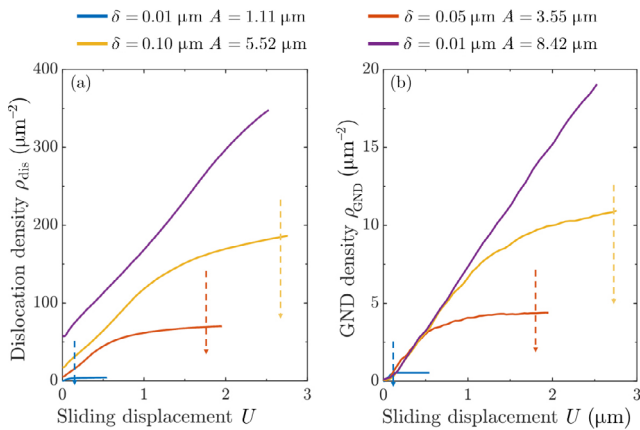 δ = 0.01 μm A = 1.11 μm
δ = 0.05 μm A = 3.55 μm
δ = 0.10 μm A = 5.52 μm
δ = 0.01 μm A = 8.42 μm
(a)
Dislocation density ρdis (μm−2)
400
300
200
100
0
0 1 2 3
Sliding displacement U
(b)
GND density ρGND (μm−2)
20
15
10
5
0
0 1 2 3
Sliding displacement U (μm)